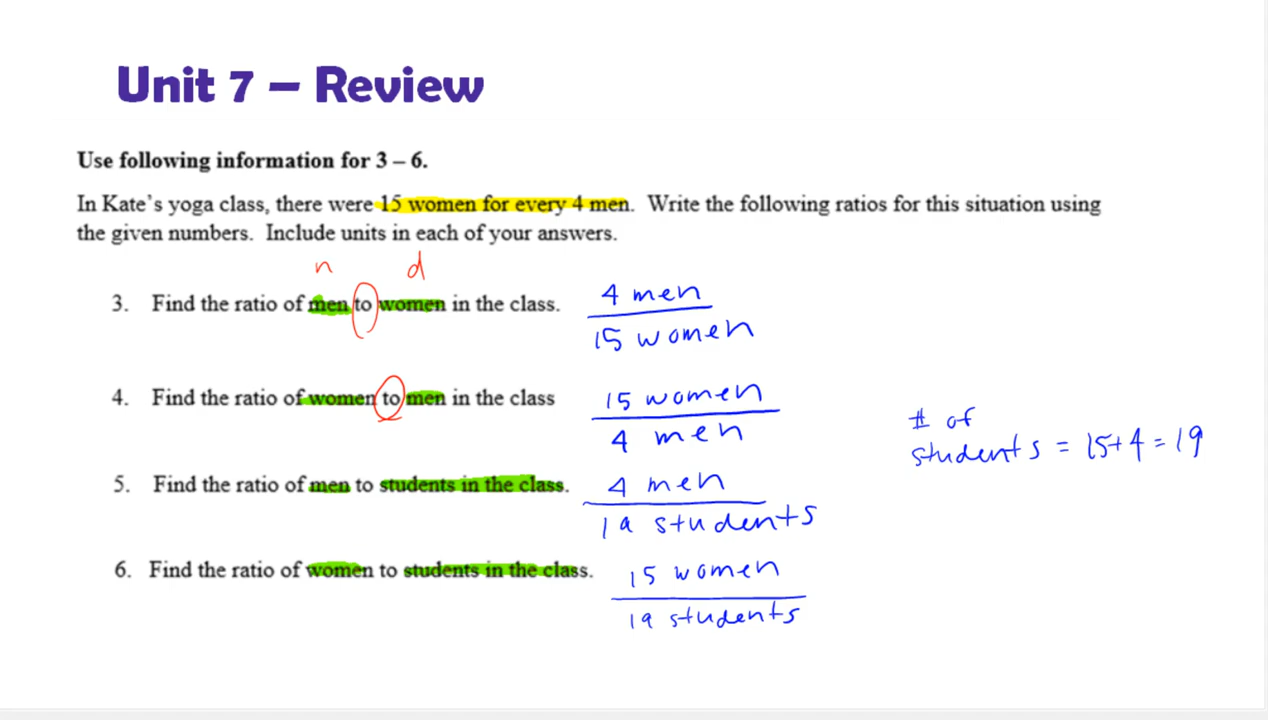 Unit 7 – Review
Use following information for 3 – 6.
In Kate's yoga class, there were 15 women for every 4 men. Write the following ratios for this situation using
the given numbers. Include units in each of your answers.
n d
3. Find the ratio of men to women in the class.
4 men
15 women
4. Find the ratio of women to men in the class
15 women
4 men
# of
students = 15+4=19
5. Find the ratio of men to students in the class.
4 men
19 students
6. Find the ratio of women to students in the class.
15 women
19 students